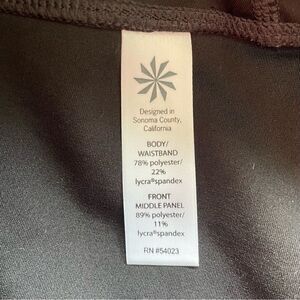 Designed in
Sonoma County,
California
BODY/
WAISTBAND
78% polyester/
22%
lycra®spandex
FRONT
MIDDLE PANEL
89% polyester/
11%
lycra®spandex
RN #54023